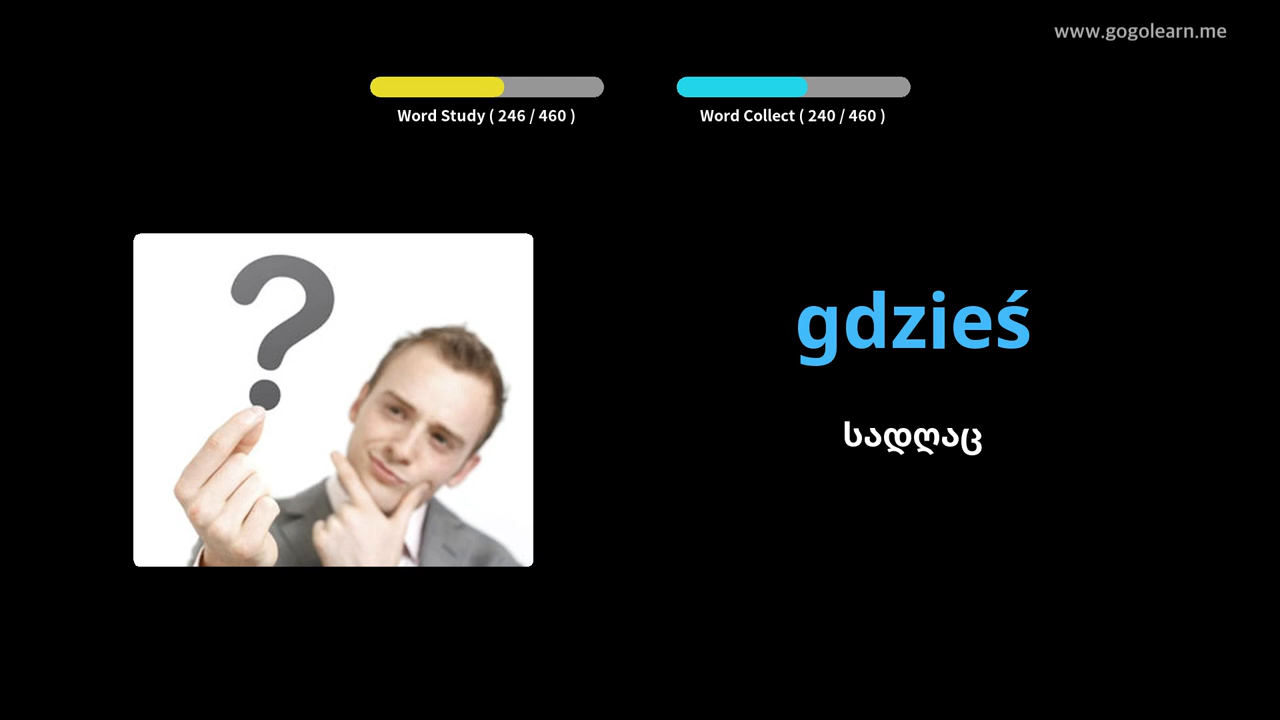 www.gogolearn.me
Word Study ( 246 / 460 )
Word Collect ( 240 / 460 )
?
gdzieś
სადღაც